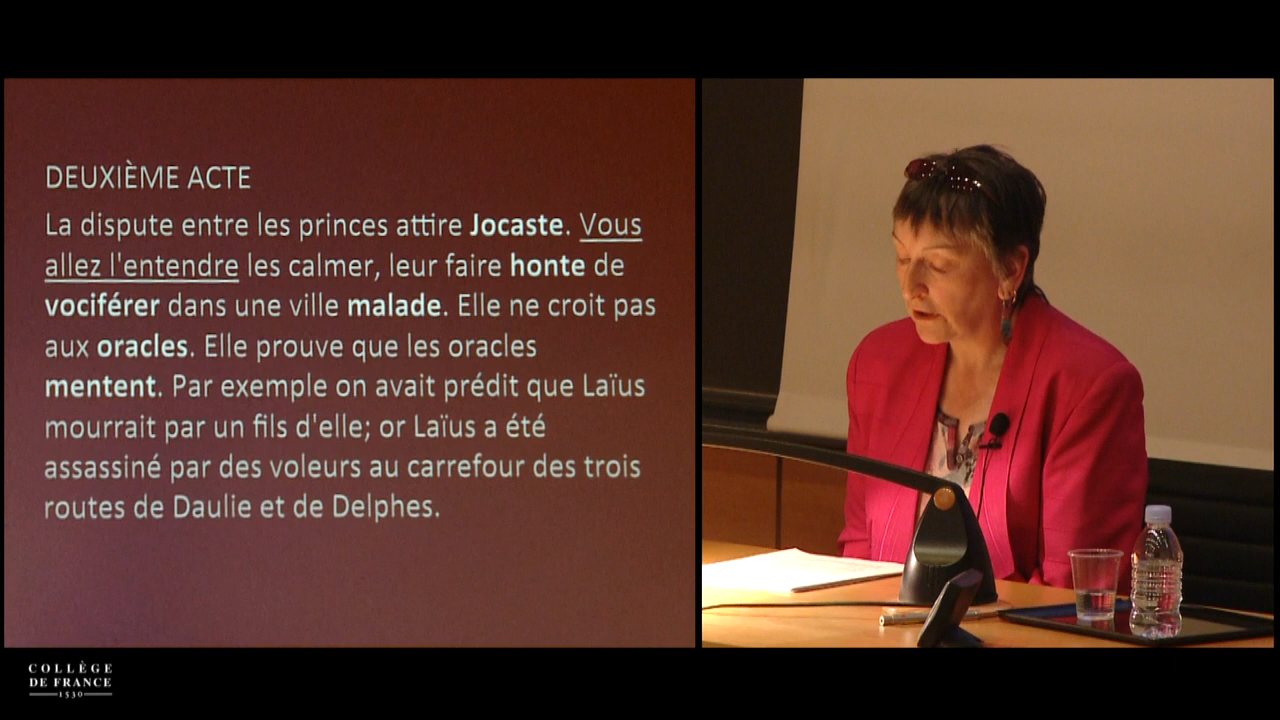 DEUXIÈME ACTE
La dispute entre les princes attire Jocaste. Vous
allez l'entendre les calmer, leur faire honte de
vociférer dans une ville malade. Elle ne croit pas
aux oracles. Elle prouve que les oracles
mentent. Par exemple on avait prédit que Laïus
mourrait par un fils d'elle; or Laïus a été
assassiné par des voleurs au carrefour des trois
routes de Daulie et de Delphes.
COLLÈGE
DE FRANCE
1530